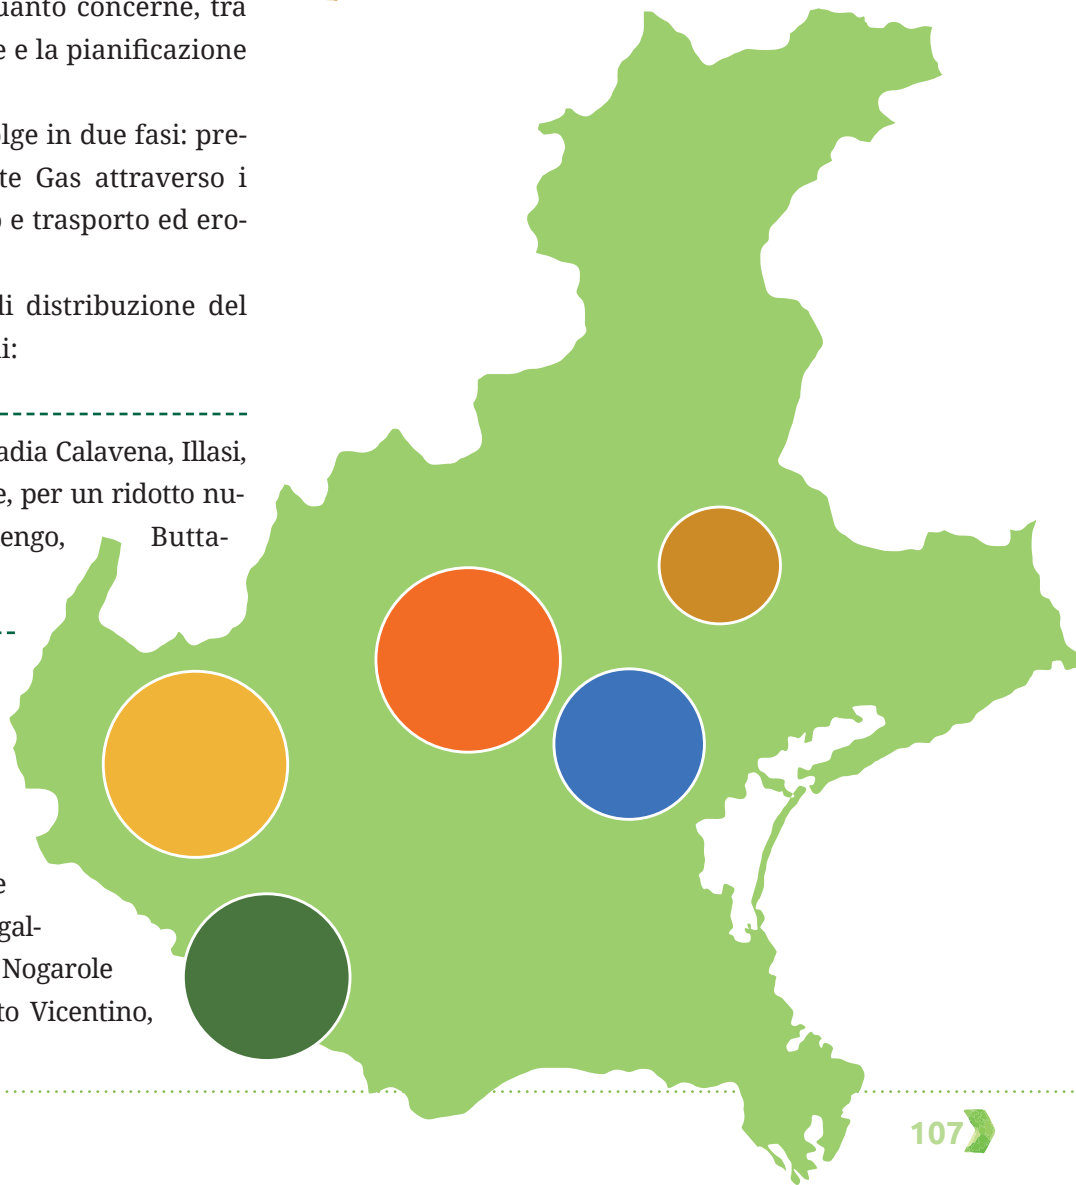 uanto concerne, tra
e e la pianificazione
lge in due fasi: pre-
te Gas attraverso i
o e trasporto ed ero-
li distribuzione del
i:
adia Calavena, Illasi,
e, per un ridotto nu-
engo, Butta-
e
gal-
Nogarole
to Vicentino,
107